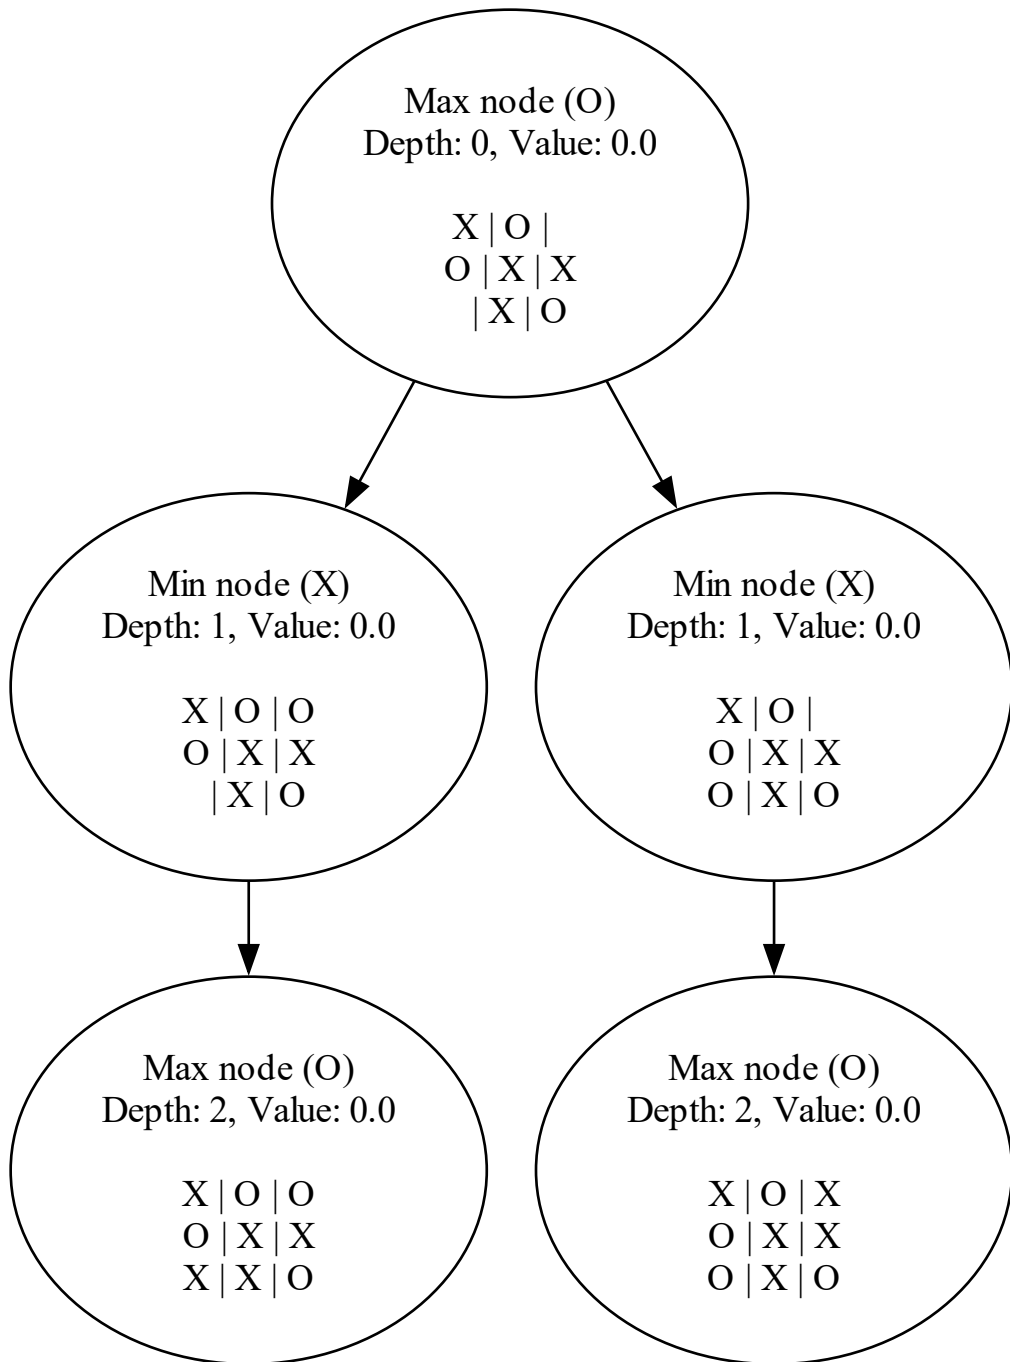 Max node (O)
Depth: 0, Value: 0.0
X | O |
O | X | X
| X | O
Min node (X)
Depth: 1, Value: 0.0
X | O | O
O | X | X
| X | O
Min node (X)
Depth: 1, Value: 0.0
X | O |
O | X | X
O | X | O
Max node (O)
Depth: 2, Value: 0.0
X | O | O
O | X | X
X | X | O
Max node (O)
Depth: 2, Value: 0.0
X | O | X
O | X | X
O | X | O